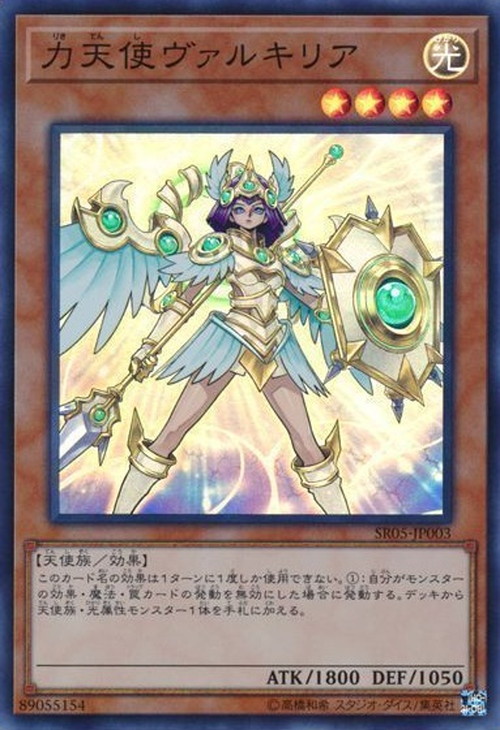 力天使ヴァルキリア
光
SR05-JP003
【天使族/効果】
このカード名の効果は1ターンに1度しか使用できない。①:自分がモンスター
の効果・魔法・罠カードの発動を無効にした場合に発動する。デッキから
天使族・光属性モンスター1体を手札に加える。
ATK/1800 DEF/1050
89055154
©高橋和希 スタジオ・ダイス/集英社